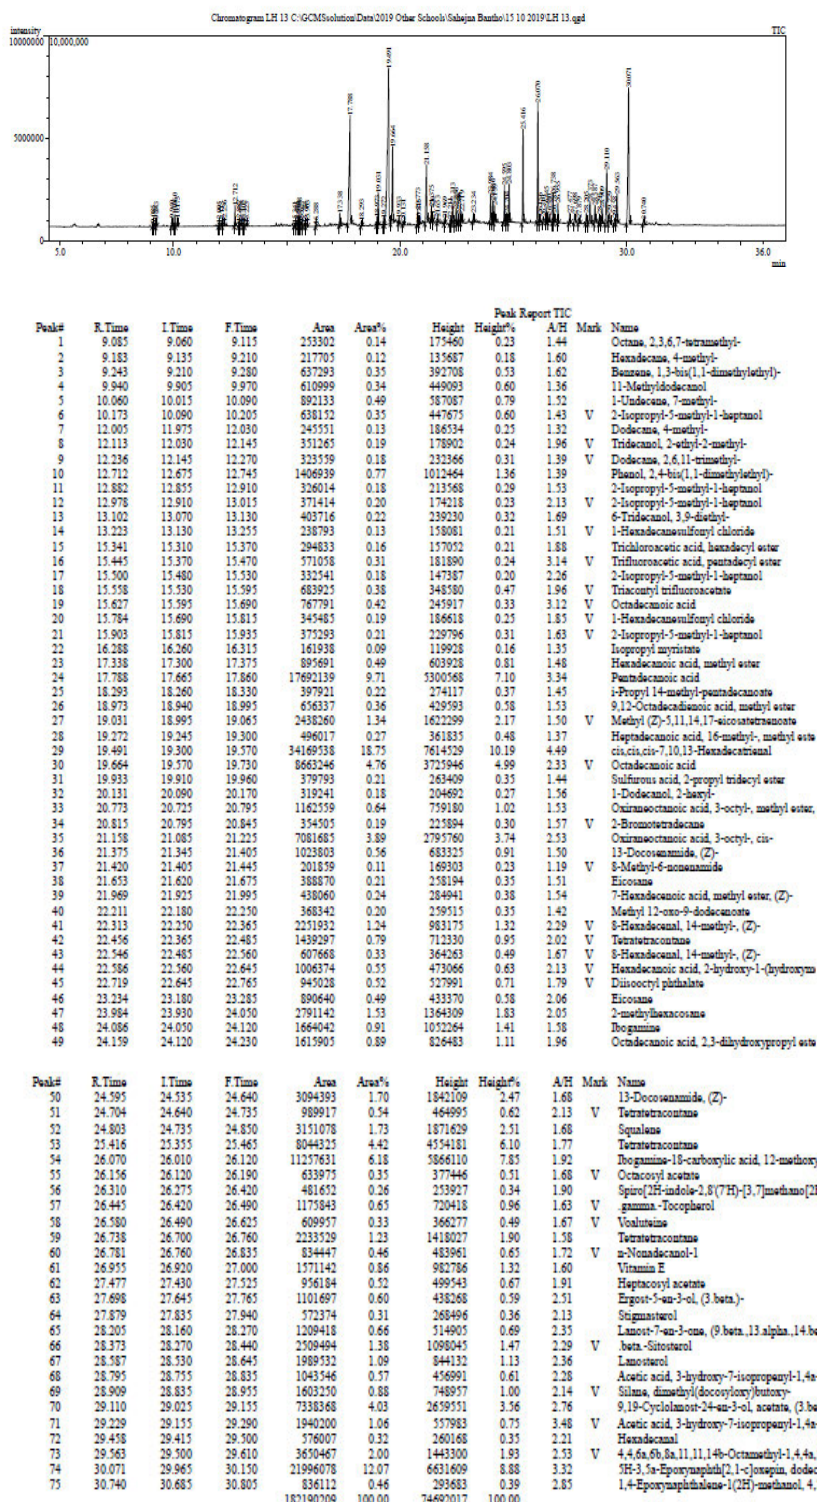 Chromatogram LH 13 C:\GCMSsolution\Data\2019 Other Schools\Sahejna Bantho\15 10 2019\LH 13.qgd
intensity
10000000 10,000,000 TIC
19.491
30.071
26.070
17.788
25.416
19.664
21.158
29.110
12.712
19.031
17.338
18.293
23.234
30.740
5000000
0
5.0 10.0 20.0 30.0 36.0
min
Peak Report TIC
Peak# R.Time I.Time F.Time Area Area% Height Height% A/H Mark Name
1 9.085 9.060 9.115 253302 0.14 175460 0.23 1.44 Octane, 2,3,6,7-tetramethyl-
2 9.183 9.135 9.210 217705 0.12 135687 0.18 1.60 Hexadecane, 4-methyl-
3 9.243 9.210 9.280 637293 0.35 392708 0.53 1.62 Benzene, 1,3-bis(1,1-dimethylethyl)-
4 9.940 9.905 9.970 610999 0.34 449093 0.60 1.36 11-Methyldodecanol
5 10.060 10.015 10.090 892133 0.49 587087 0.79 1.52 1-Undecene, 7-methyl-
6 10.173 10.090 10.205 638152 0.35 447675 0.60 1.43 V 2-Isopropyl-5-methyl-1-heptanol
7 12.005 11.975 12.030 245551 0.13 186534 0.25 1.32 Dodecane, 4-methyl-
8 12.113 12.030 12.145 351265 0.19 178902 0.24 1.96 V Tridecanol, 2-ethyl-2-methyl-
9 12.236 12.145 12.270 323559 0.18 232366 0.31 1.39 V Dodecane, 2,6,11-trimethyl-
10 12.712 12.675 12.745 1406939 0.77 1012464 1.36 1.39 Phenol, 2,4-bis(1,1-dimethylethyl)-
11 12.882 12.855 12.910 326014 0.18 213568 0.29 1.53 2-Isopropyl-5-methyl-1-heptanol
12 12.978 12.910 13.015 371414 0.20 174218 0.23 2.13 V 2-Isopropyl-5-methyl-1-heptanol
13 13.102 13.070 13.130 403716 0.22 239230 0.32 1.69 6-Tridecanol, 3,9-diethyl-
14 13.223 13.130 13.255 238793 0.13 158081 0.21 1.51 V 1-Hexadecanesulfonyl chloride
15 15.341 15.310 15.370 294833 0.16 157052 0.21 1.88 Trichloroacetic acid, hexadecyl ester
16 15.445 15.370 15.470 571058 0.31 181890 0.24 3.14 V Trifluoroacetic acid, pentadecyl ester
17 15.500 15.480 15.530 332541 0.18 147387 0.20 2.26 2-Isopropyl-5-methyl-1-heptanol
18 15.558 15.530 15.595 683925 0.38 348580 0.47 1.96 V Triacontyl trifluoroacetate
19 15.627 15.595 15.690 767791 0.42 245917 0.33 3.12 V Octadecanoic acid
20 15.784 15.690 15.815 345485 0.19 186618 0.25 1.85 V 1-Hexadecanesulfonyl chloride
21 15.903 15.815 15.935 375293 0.21 229796 0.31 1.63 V 2-Isopropyl-5-methyl-1-heptanol
22 16.288 16.260 16.315 161938 0.09 119928 0.16 1.35 Isopropyl myristate
23 17.338 17.300 17.375 895691 0.49 603928 0.81 1.48 Hexadecanoic acid, methyl ester
24 17.788 17.665 17.860 17692139 9.71 5300568 7.10 3.34 Pentadecanoic acid
25 18.293 18.260 18.330 397921 0.22 274117 0.37 1.45 i-Propyl 14-methyl-pentadecanoate
26 18.973 18.940 18.995 656337 0.36 429593 0.58 1.53 9,12-Octadecadienoic acid, methyl ester
27 19.031 18.995 19.065 2438260 1.34 1622299 2.17 1.50 V Methyl (Z)-5,11,14,17-eicosatetraenoate
28 19.272 19.245 19.300 496017 0.27 361835 0.48 1.37 Heptadecanoic acid, 16-methyl-, methyl este
29 19.491 19.300 19.570 34169538 18.75 7614529 10.19 4.49 cis,cis,cis-7,10,13-Hexadecatrienal
30 19.664 19.570 19.730 8663246 4.76 3725946 4.99 2.33 V Octadecanoic acid
31 19.933 19.910 19.960 379793 0.21 263409 0.35 1.44 Sulfurous acid, 2-propyl tridecyl ester
32 20.131 20.090 20.170 319241 0.18 204692 0.27 1.56 1-Dodecanol, 2-hexyl-
33 20.773 20.725 20.795 1162559 0.64 759180 1.02 1.53 Oxiraneoctanoic acid, 3-octyl-, methyl ester,
34 20.815 20.795 20.845 354505 0.19 225894 0.30 1.57 V 2-Bromotetradecane
35 21.158 21.085 21.225 7081685 3.89 2795760 3.74 2.53 Oxiraneoctanoic acid, 3-octyl-, cis-
36 21.375 21.345 21.405 1023803 0.56 683325 0.91 1.50 13-Docosenamide, (Z)-
37 21.420 21.405 21.445 201859 0.11 169303 0.23 1.19 V 8-Methyl-6-nonenamide
38 21.653 21.620 21.675 388870 0.21 258194 0.35 1.51 Eicosane
39 21.969 21.925 21.995 438060 0.24 284941 0.38 1.54 7-Hexadecenoic acid, methyl ester, (Z)-
40 22.211 22.180 22.250 368342 0.20 259515 0.35 1.42 Methyl 12-oxo-9-dodecenoate
41 22.313 22.250 22.365 2251932 1.24 983175 1.32 2.29 V 8-Hexadecenal, 14-methyl-, (Z)-
42 22.456 22.365 22.485 1439297 0.79 712330 0.95 2.02 V Tetratetracontane
43 22.546 22.485 22.560 607668 0.33 364263 0.49 1.67 V 8-Hexadecenal, 14-methyl-, (Z)-
44 22.586 22.560 22.645 1006374 0.55 473066 0.63 2.13 V Hexadecanoic acid, 2-hydroxy-1-(hydroxym
45 22.719 22.645 22.765 945028 0.52 527991 0.71 1.79 V Diisooctyl phthalate
46 23.234 23.180 23.285 890640 0.49 433370 0.58 2.06 Eicosane
47 23.984 23.930 24.050 2791142 1.53 1364309 1.83 2.05 2-methylhexacosane
48 24.086 24.050 24.120 1664042 0.91 1052264 1.41 1.58 Ibogamine
49 24.159 24.120 24.230 1615905 0.89 826483 1.11 1.96 Octadecanoic acid, 2,3-dihydroxypropyl este
Peak# R.Time I.Time F.Time Area Area% Height Height% A/H Mark Name
50 24.595 24.535 24.640 3094393 1.70 1842109 2.47 1.68 13-Docosenamide, (Z)-
51 24.704 24.640 24.735 989917 0.54 464995 0.62 2.13 V Tetratetracontane
52 24.803 24.735 24.850 3151078 1.73 1871629 2.51 1.68 Squalene
53 25.416 25.355 25.465 8044325 4.42 4554181 6.10 1.77 Tetratetracontane
54 26.070 26.010 26.120 11257631 6.18 5866110 7.85 1.92 Ibogamine-18-carboxylic acid, 12-methoxy
55 26.156 26.120 26.190 633975 0.35 377446 0.51 1.68 V Octacosyl acetate
56 26.310 26.275 26.420 481652 0.26 253927 0.34 1.90 Spiro[2H-indole-2,8'(7'H)-[3,7]methano[2H
57 26.445 26.420 26.490 1175843 0.65 720418 0.96 1.63 V .gamma.-Tocopherol
58 26.580 26.490 26.625 609957 0.33 366277 0.49 1.67 V Voaluteine
59 26.738 26.700 26.760 2233529 1.23 1418027 1.90 1.58 Tetratetracontane
60 26.781 26.760 26.835 834447 0.46 483961 0.65 1.72 V n-Nonadecanol-1
61 26.955 26.920 27.000 1571142 0.86 982786 1.32 1.60 Vitamin E
62 27.477 27.430 27.525 956184 0.52 499543 0.67 1.91 Heptacosyl acetate
63 27.698 27.645 27.765 1101697 0.60 438268 0.59 2.51 Ergost-5-en-3-ol, (3.beta.)-
64 27.879 27.835 27.940 572374 0.31 268496 0.36 2.13 Stigmasterol
65 28.205 28.160 28.270 1209418 0.66 514905 0.69 2.35 Lanost-7-en-3-one, (9.beta.,13.alpha.,14.be
66 28.373 28.270 28.440 2509494 1.38 1098045 1.47 2.29 V .beta.-Sitosterol
67 28.587 28.530 28.645 1989532 1.09 844132 1.13 2.36 Lanosterol
68 28.795 28.755 28.835 1043546 0.57 456991 0.61 2.28 Acetic acid, 3-hydroxy-7-isopropenyl-1,4a-
69 28.909 28.835 28.955 1603250 0.88 748957 1.00 2.14 V Silane, dimethyl(docosyloxy)butoxy-
70 29.110 29.025 29.155 7338368 4.03 2659551 3.56 2.76 9,19-Cyclolanost-24-en-3-ol, acetate, (3.be
71 29.229 29.155 29.291 1940200 1.06 557983 0.75 3.48 V Acetic acid, 3-hydroxy-7-isopropenyl-1,4a-
72 29.458 29.415 29.500 576007 0.32 260168 0.35 2.21 Hexadecanal
73 29.563 29.500 29.610 3650467 2.00 1443300 1.93 2.53 V 4,4,6a,6b,8a,11,11,14b-Octamethyl-1,4,4a,
74 30.071 29.965 30.150 21996078 12.07 6631609 8.88 3.32 5H-3,5a-Epoxynaphth[2,1-c]oxepin, dodec
75 30.740 30.685 30.805 836112 0.46 293683 0.39 2.85 1,4-Epoxynaphthalene-1(2H)-methanol, 4,
182190209 100.00 74692017 100.00